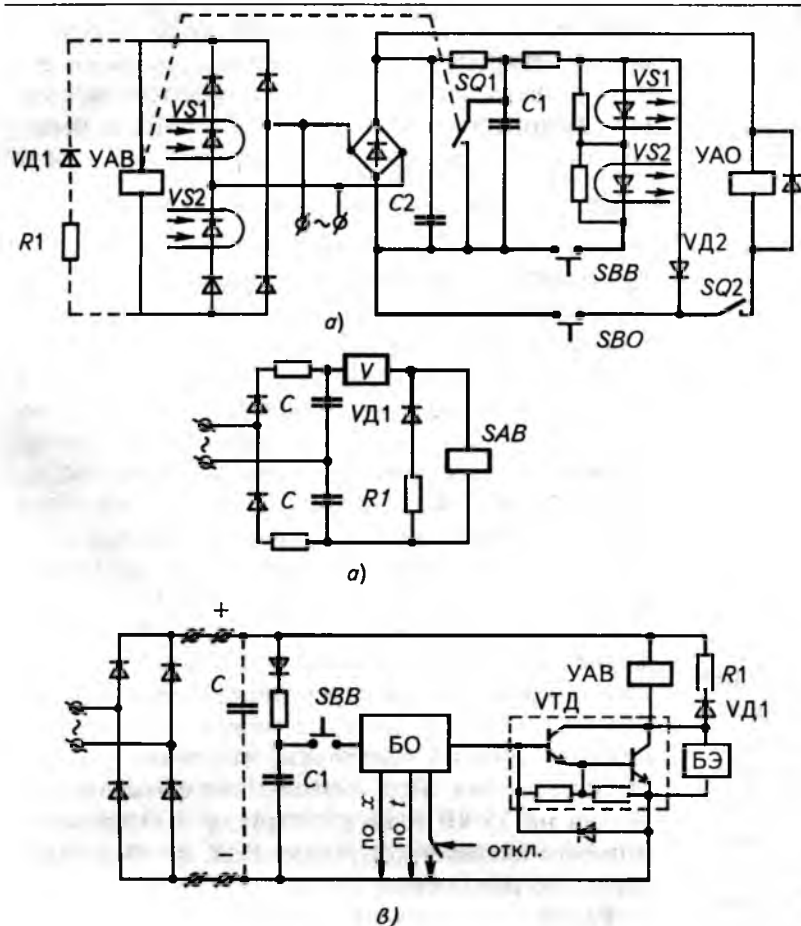 SQ1
VS1
VS1
C1
VД1
УАВ
VS2
УАО
VS2
R1
~
C2
VД2
SBB
SQ2
а)
SBO
C
V
VД1
SAB
~
C
R1
а)
+
C
SBB
УАВ
R1
VТД
VД1
~
БО
БЭ
C1
по x
по t
откл.
в)